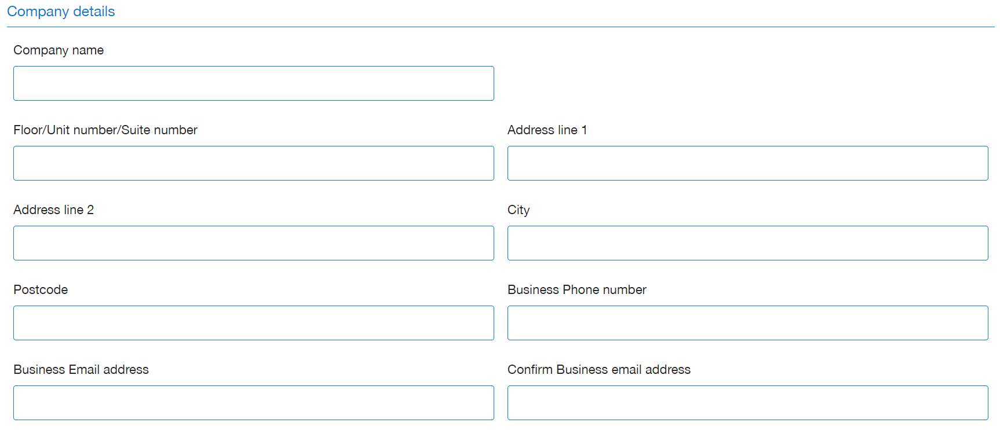 Company details
Company name
Floor/Unit number/Suite number
Address line 1
Address line 2
City
Postcode
Business Phone number
Business Email address
Confirm Business email address